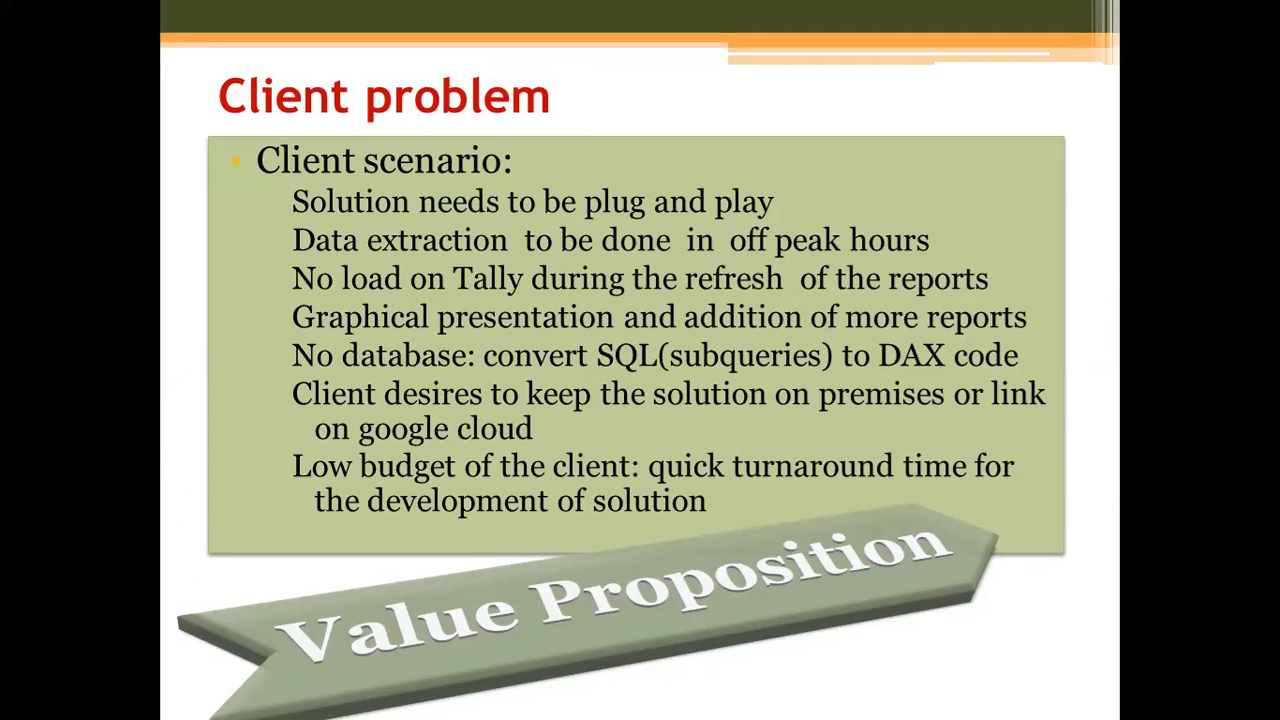 Client problem
• Client scenario:
Solution needs to be plug and play
Data extraction to be done in off peak hours
No load on Tally during the refresh of the reports
Graphical presentation and addition of more reports
No database: convert SQL(subqueries) to DAX code
Client desires to keep the solution on premises or link
on google cloud
Low budget of the client: quick turnaround time for
the development of solution
Value Proposition